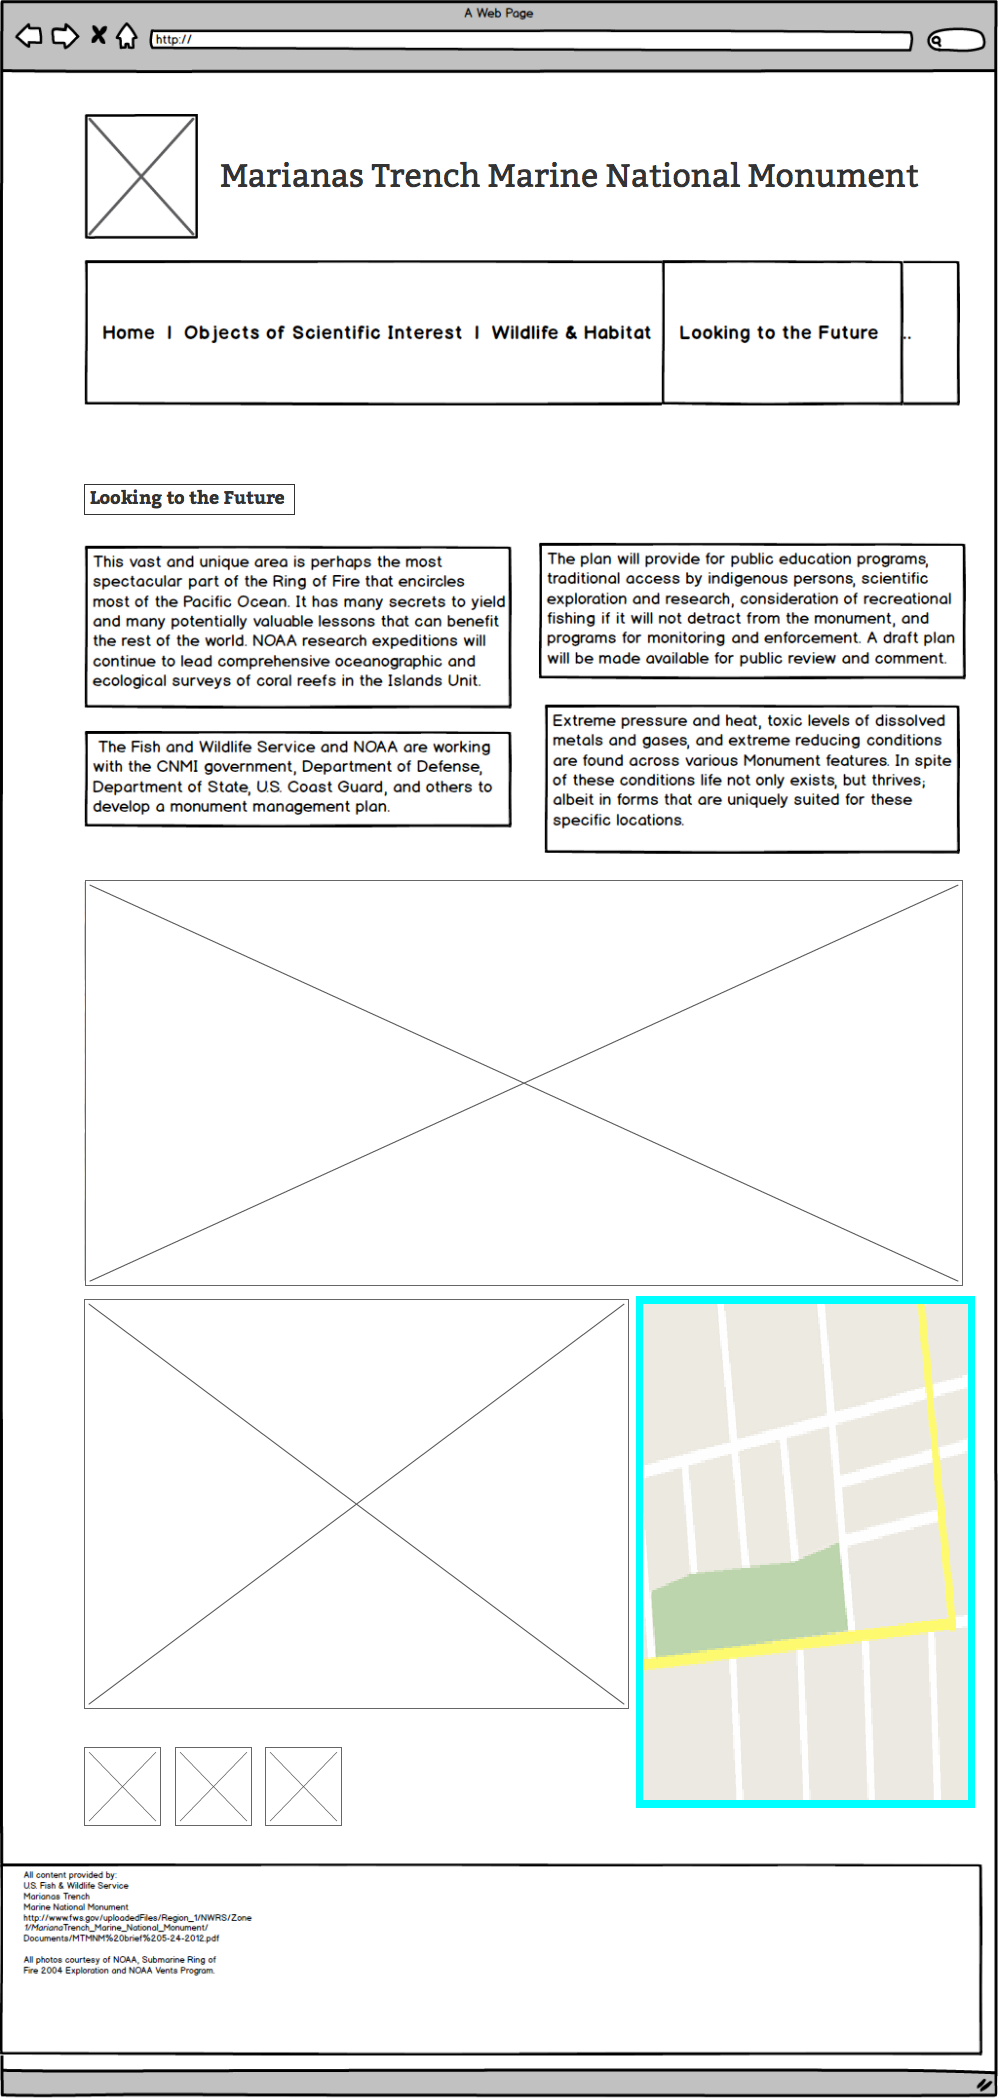 A Web Page
http://
Marianas Trench Marine National Monument
Home | Objects of Scientific Interest | Wildlife & Habitat
Looking to the Future
..
Looking to the Future
This vast and unique area is perhaps the most
spectacular part of the Ring of Fire that encircles
most of the Pacific Ocean. It has many secrets to yield
and many potentially valuable lessons that can benefit
the rest of the world. NOAA research expeditions will
continue to lead comprehensive oceanographic and
ecological surveys of coral reefs in the Islands Unit.
The Fish and Wildlife Service and NOAA are working
with the CNMI government, Department of Defense,
Department of State, U.S. Coast Guard, and others to
develop a monument management plan.
The plan will provide for public education programs,
traditional access by indigenous persons, scientific
exploration and research, consideration of recreational
fishing if it will not detract from the monument, and
programs for monitoring and enforcement. A draft plan
will be made available for public review and comment.
Extreme pressure and heat, toxic levels of dissolved
metals and gases, and extreme reducing conditions
are found across various Monument features. In spite
of these conditions life not only exists, but thrives;
albeit in forms that are uniquely suited for these
specific locations.
All content provided by:
U.S. Fish & Wildlife Service
Marianas Trench
Marine National Monument
http://www.fws.gov/uploadedFiles/Region_1/NWRS/Zone
1/MarianaTrench_Marine_National_Monument/
Documents/MTMNM%20brief%205-24-2012.pdf
All photos courtesy of NOAA, Submarine Ring of
Fire 2004 Exploration and NOAA Vents Program.